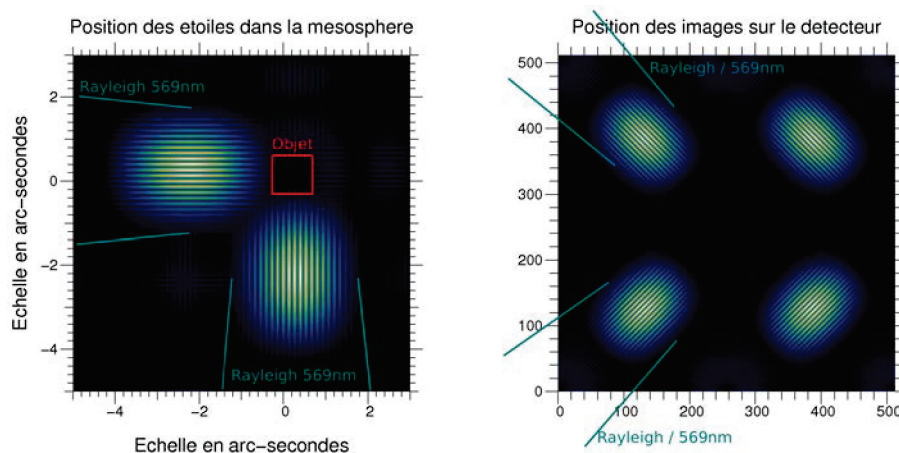 Position des etoiles dans la mesosphere
Rayleigh 569nm
Objet
Rayleigh 569nm
2
0
−2
−4
−4
−2
0
2
Echelle en arc−secondes
Echelle en arc−secondes
Position des images sur le detecteur
Rayleigh / 569nm
500
400
300
200
100
0
0
100
200
300
400
500
Rayleigh / 569nm